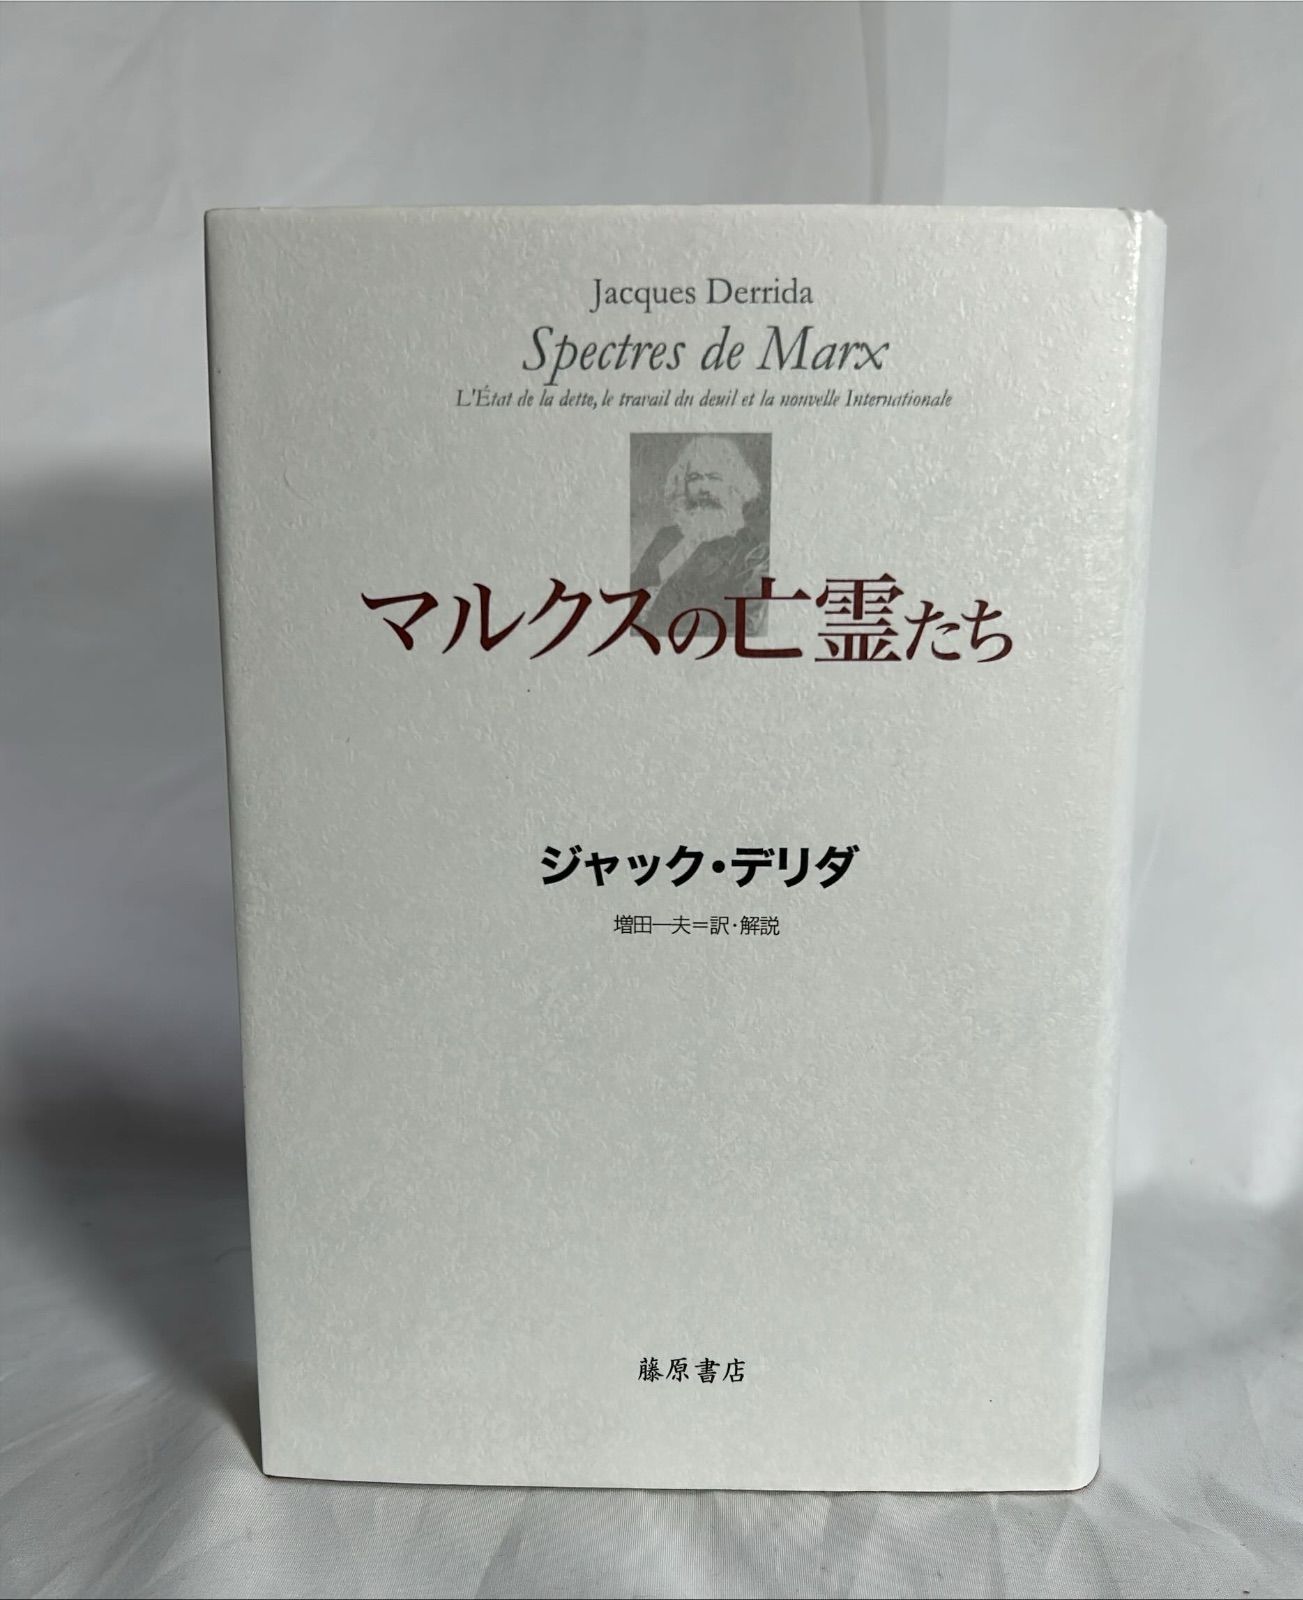 Jacques Derrida
Spectres de Marx
L'État de la dette, le travail dn deuil et la nonvelle Internationale
マルクスの亡霊たち
ジャック・デリダ
増田一夫=訳・解説
藤原書店